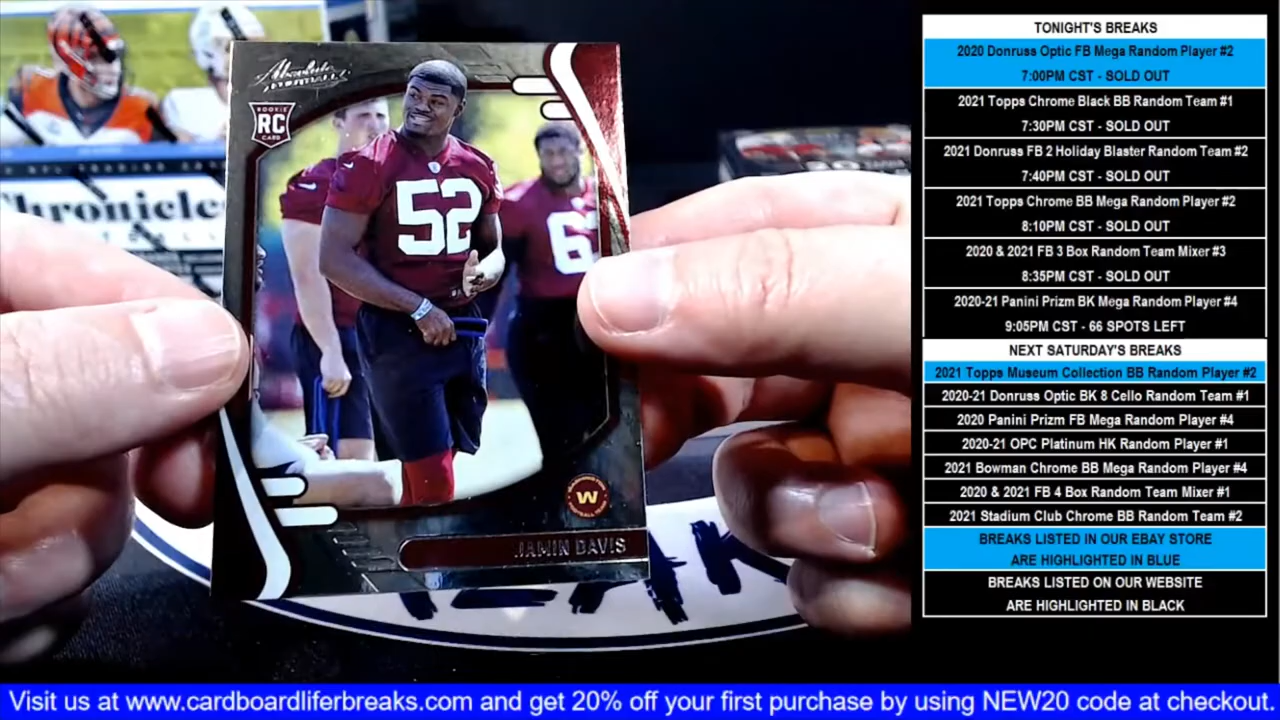 Absolute
FOOTBALL
ROOKIE
RC
CARD
52
6
Chronicles
W
JAMIN DAVIS
TONIGHT'S BREAKS
2020 Donruss Optic FB Mega Random Player #2
7:00PM CST - SOLD OUT
2021 Topps Chrome Black BB Random Team #1
7:30PM CST - SOLD OUT
2021 Donruss FB 2 Holiday Blaster Random Team #2
7:40PM CST - SOLD OUT
2021 Topps Chrome BB Mega Random Player #2
8:10PM CST - SOLD OUT
2020 & 2021 FB 3 Box Random Team Mixer #3
8:35PM CST - SOLD OUT
2020-21 Panini Prizm BK Mega Random Player #4
9:05PM CST - 66 SPOTS LEFT
NEXT SATURDAY'S BREAKS
2021 Topps Museum Collection BB Random Player #2
2020-21 Donruss Optic BK 8 Cello Random Team #1
2020 Panini Prizm FB Mega Random Player #4
2020-21 OPC Platinum HK Random Player #1
2021 Bowman Chrome BB Mega Random Player #4
2020 & 2021 FB 4 Box Random Team Mixer #1
2021 Stadium Club Chrome BB Random Team #2
BREAKS LISTED IN OUR EBAY STORE
ARE HIGHLIGHTED IN BLUE
BREAKS LISTED ON OUR WEBSITE
ARE HIGHLIGHTED IN BLACK
Visit us at www.cardboardliferbreaks.com and get 20% off your first purchase by using NEW20 code at checkout.